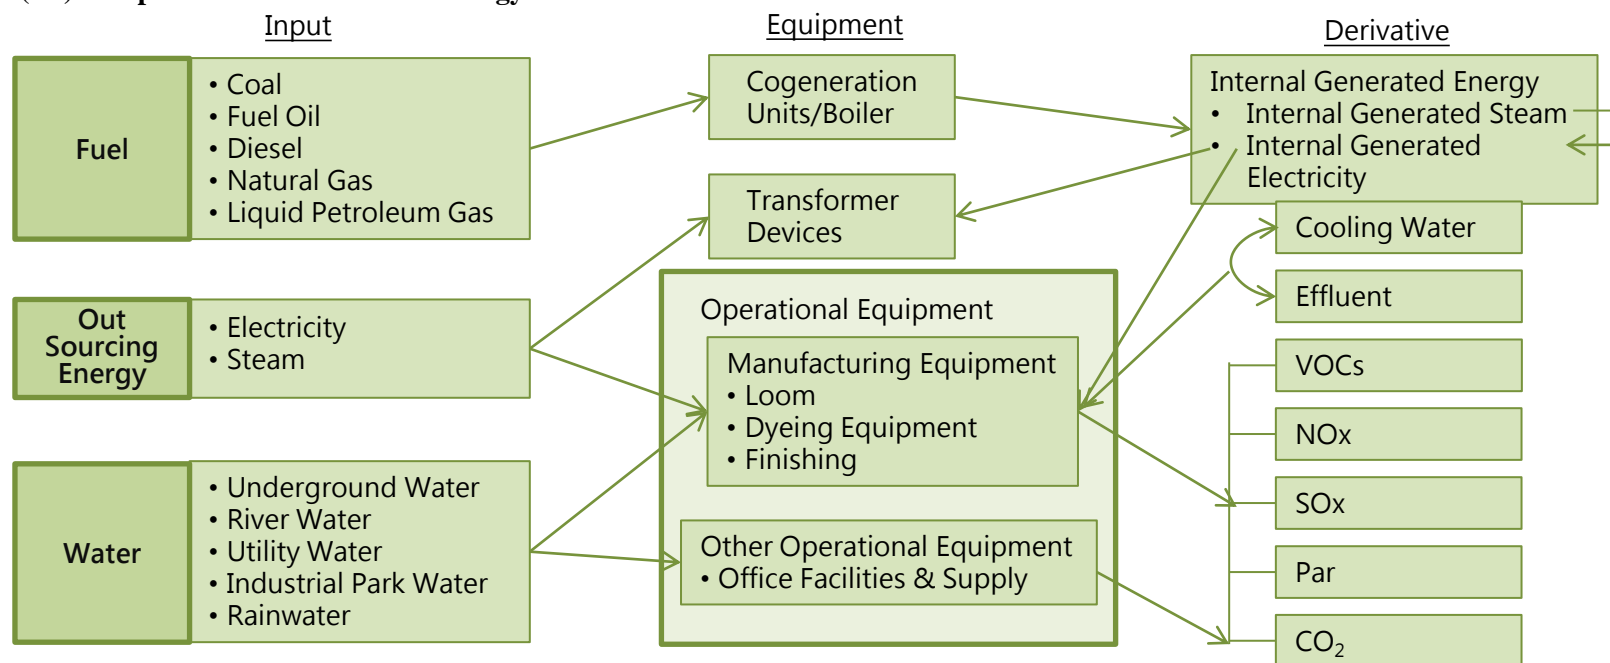 Input
Equipment
Derivative
Fuel
• Coal
• Fuel Oil
• Diesel
• Natural Gas
• Liquid Petroleum Gas
Cogeneration
Units/Boiler
Internal Generated Energy
• Internal Generated Steam
• Internal Generated
Electricity
Transformer
Devices
Cooling Water
Effluent
Out
Sourcing
Energy
• Electricity
• Steam
Operational Equipment
Manufacturing Equipment
• Loom
• Dyeing Equipment
• Finishing
VOCs
NOx
SOx
Par
CO₂
Water
• Underground Water
• River Water
• Utility Water
• Industrial Park Water
• Rainwater
Other Operational Equipment
• Office Facilities & Supply